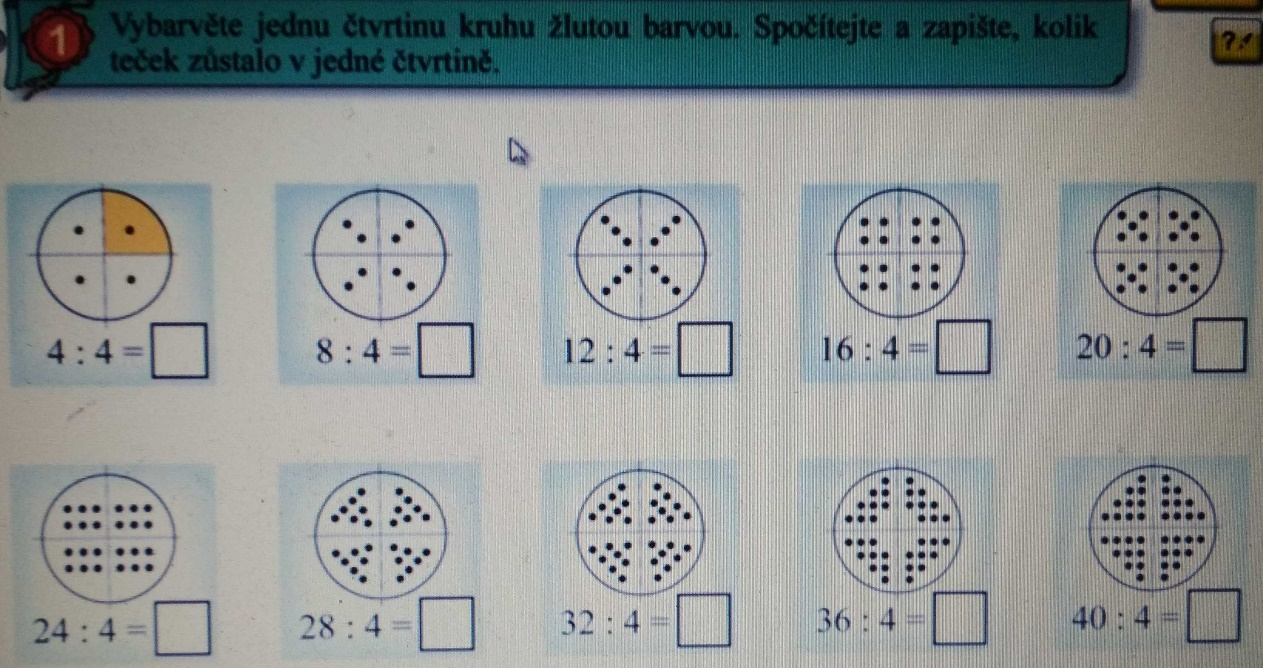 1 Vybarvěte jednu čtvrtinu kruhu žlutou barvou. Spočítejte a zapište, kolik
teček zůstalo v jedné čtvrtině.
?
4 : 4 =
8 : 4 =
12 : 4 =
16 : 4 =
20 : 4 =
24 : 4 =
28 : 4 =
32 : 4 =
36 : 4 =
40 : 4 =